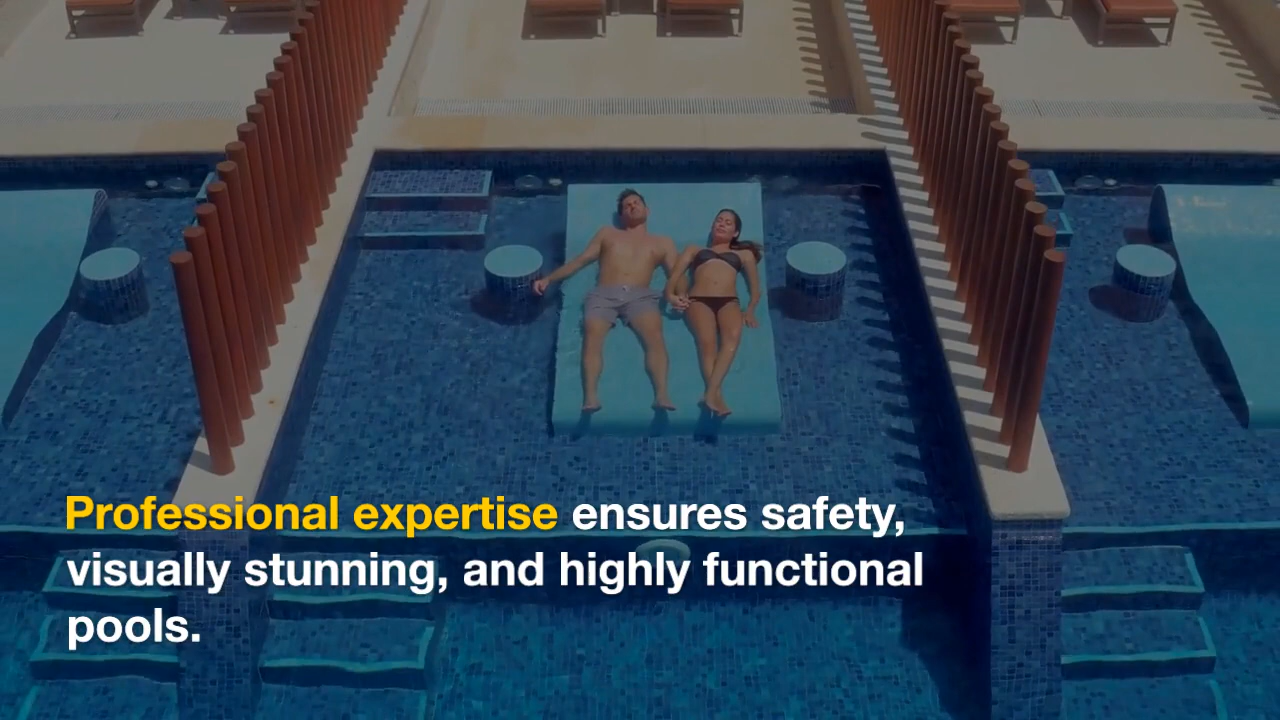 Professional expertise ensures safety,
visually stunning, and highly functional
pools.